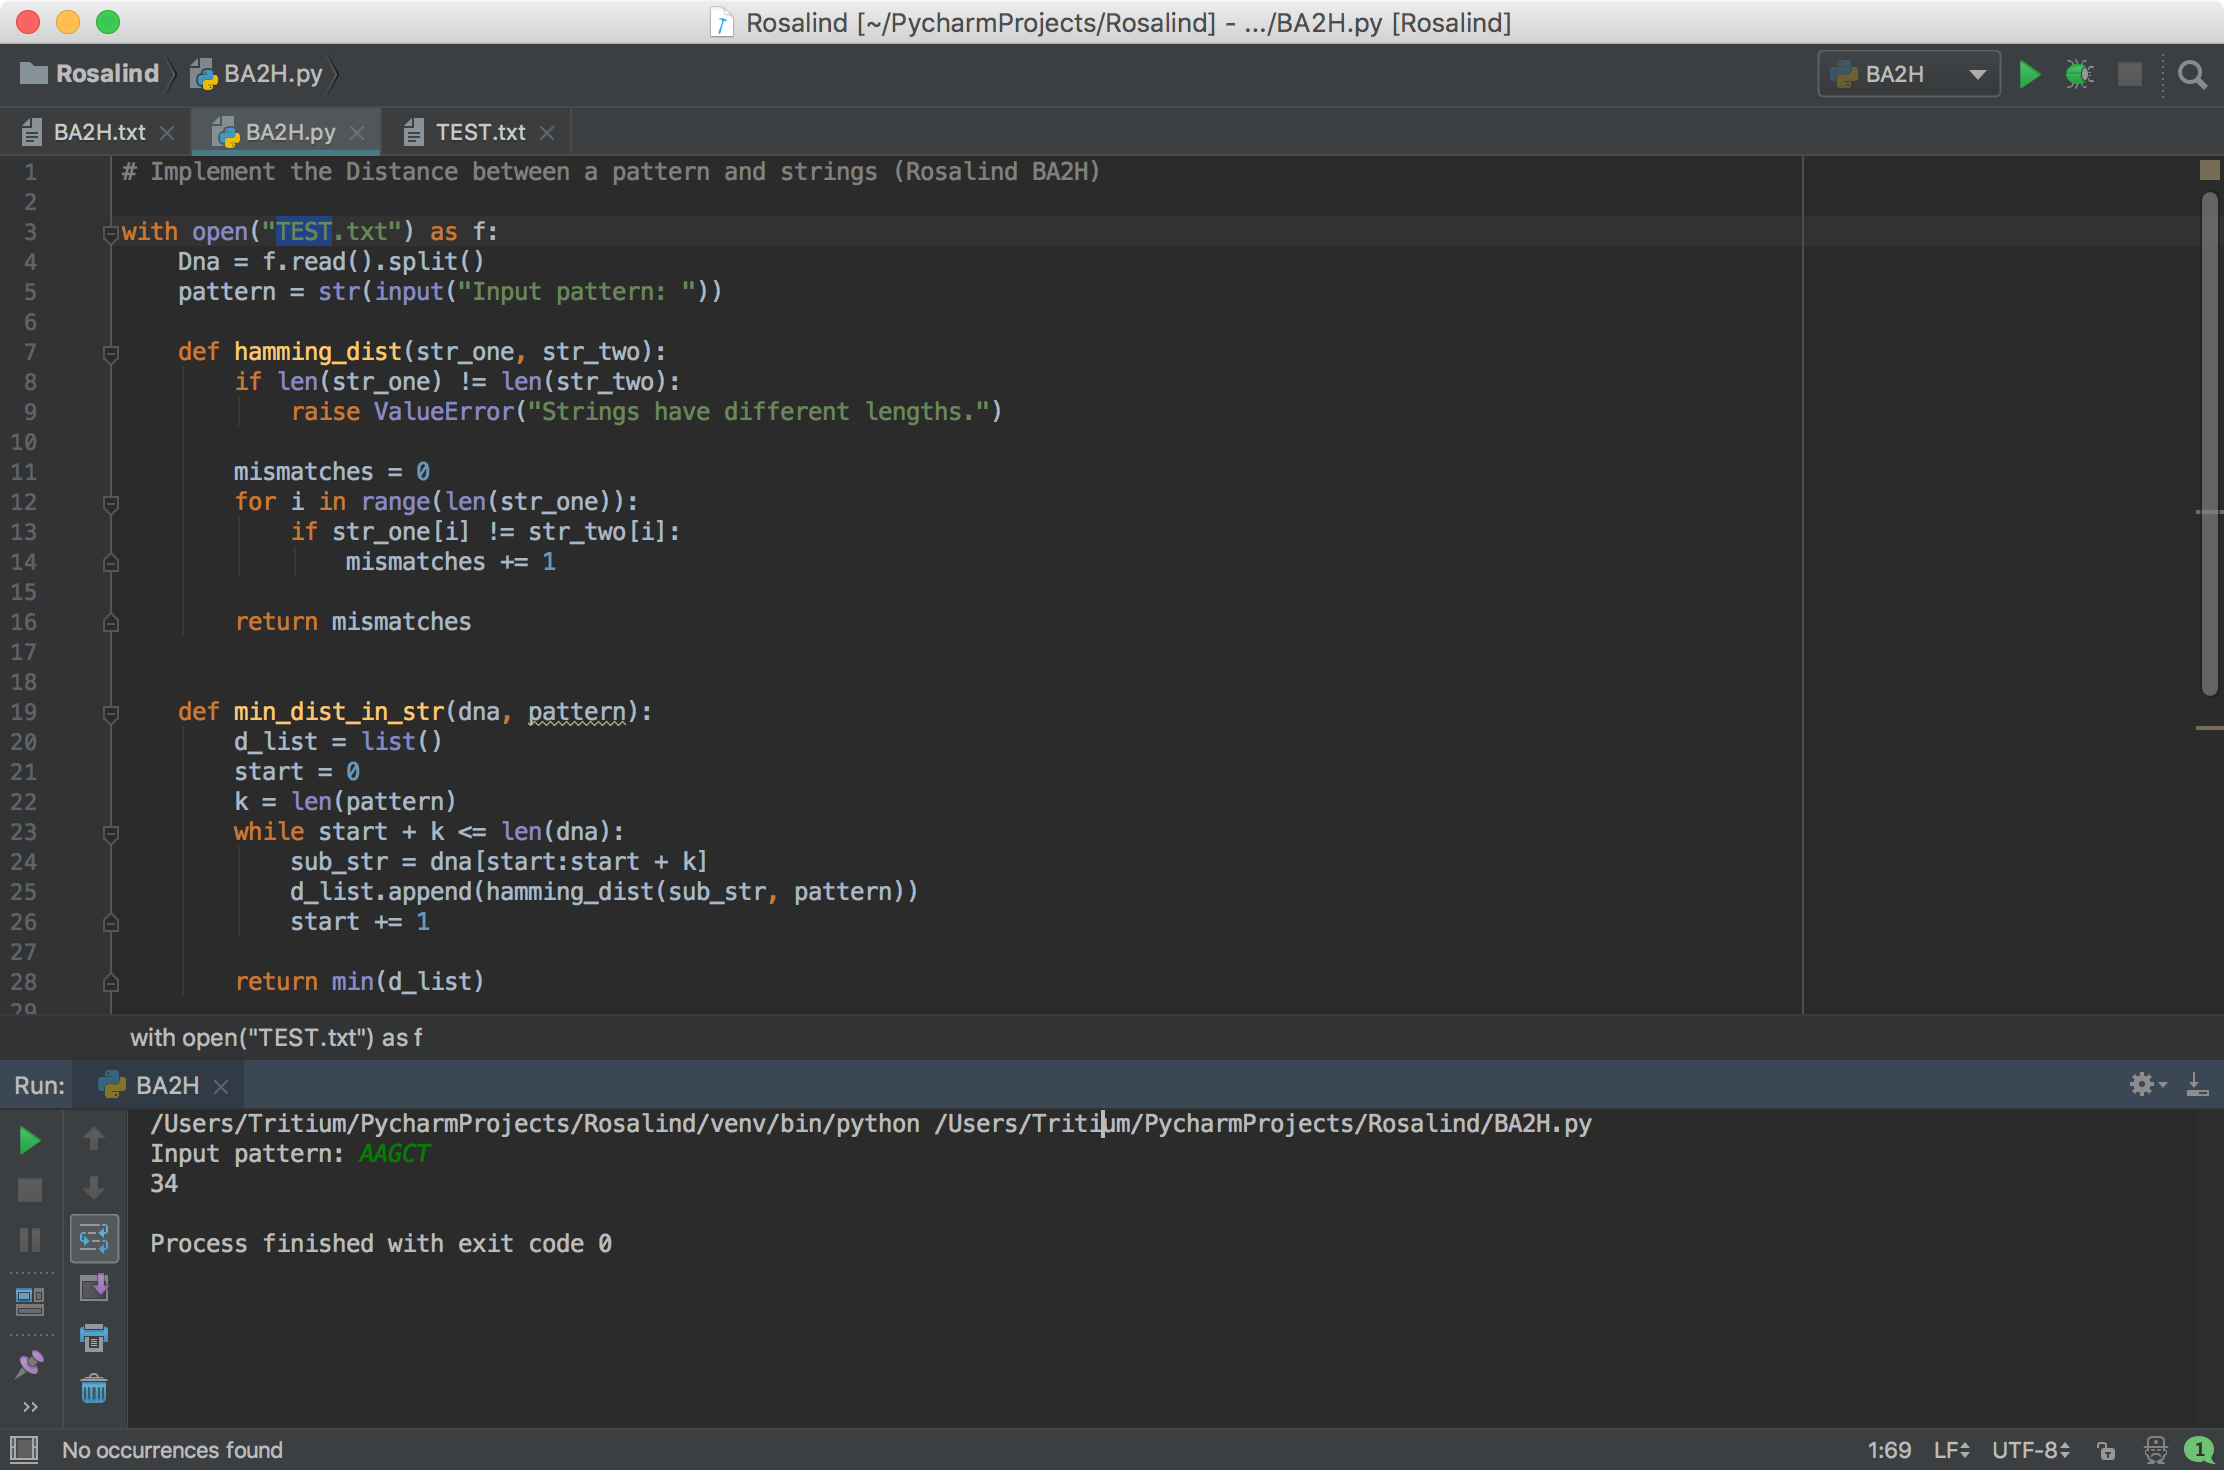 Rosalind [~/PycharmProjects/Rosalind] - .../BA2H.py [Rosalind]
Rosalind BA2H.py BA2H
BA2H.txt BA2H.py TEST.txt
1 # Implement the Distance between a pattern and strings (Rosalind BA2H)
2
3 with open("TEST.txt") as f:
4     Dna = f.read().split()
5     pattern = str(input("Input pattern: "))
6
7     def hamming_dist(str_one, str_two):
8         if len(str_one) != len(str_two):
9             raise ValueError("Strings have different lengths.")
10
11         mismatches = 0
12         for i in range(len(str_one)):
13             if str_one[i] != str_two[i]:
14                 mismatches += 1
15
16         return mismatches
17
18
19     def min_dist_in_str(dna, pattern):
20         d_list = list()
21         start = 0
22         k = len(pattern)
23         while start + k <= len(dna):
24             sub_str = dna[start:start + k]
25             d_list.append(hamming_dist(sub_str, pattern))
26             start += 1
27
28         return min(d_list)
29
with open("TEST.txt") as f
Run: BA2H
/Users/Tritium/PycharmProjects/Rosalind/venv/bin/python /Users/Tritium/PycharmProjects/Rosalind/BA2H.py
Input pattern: AAGCT
34
Process finished with exit code 0
No occurrences found 1:69 LF UTF-8 1